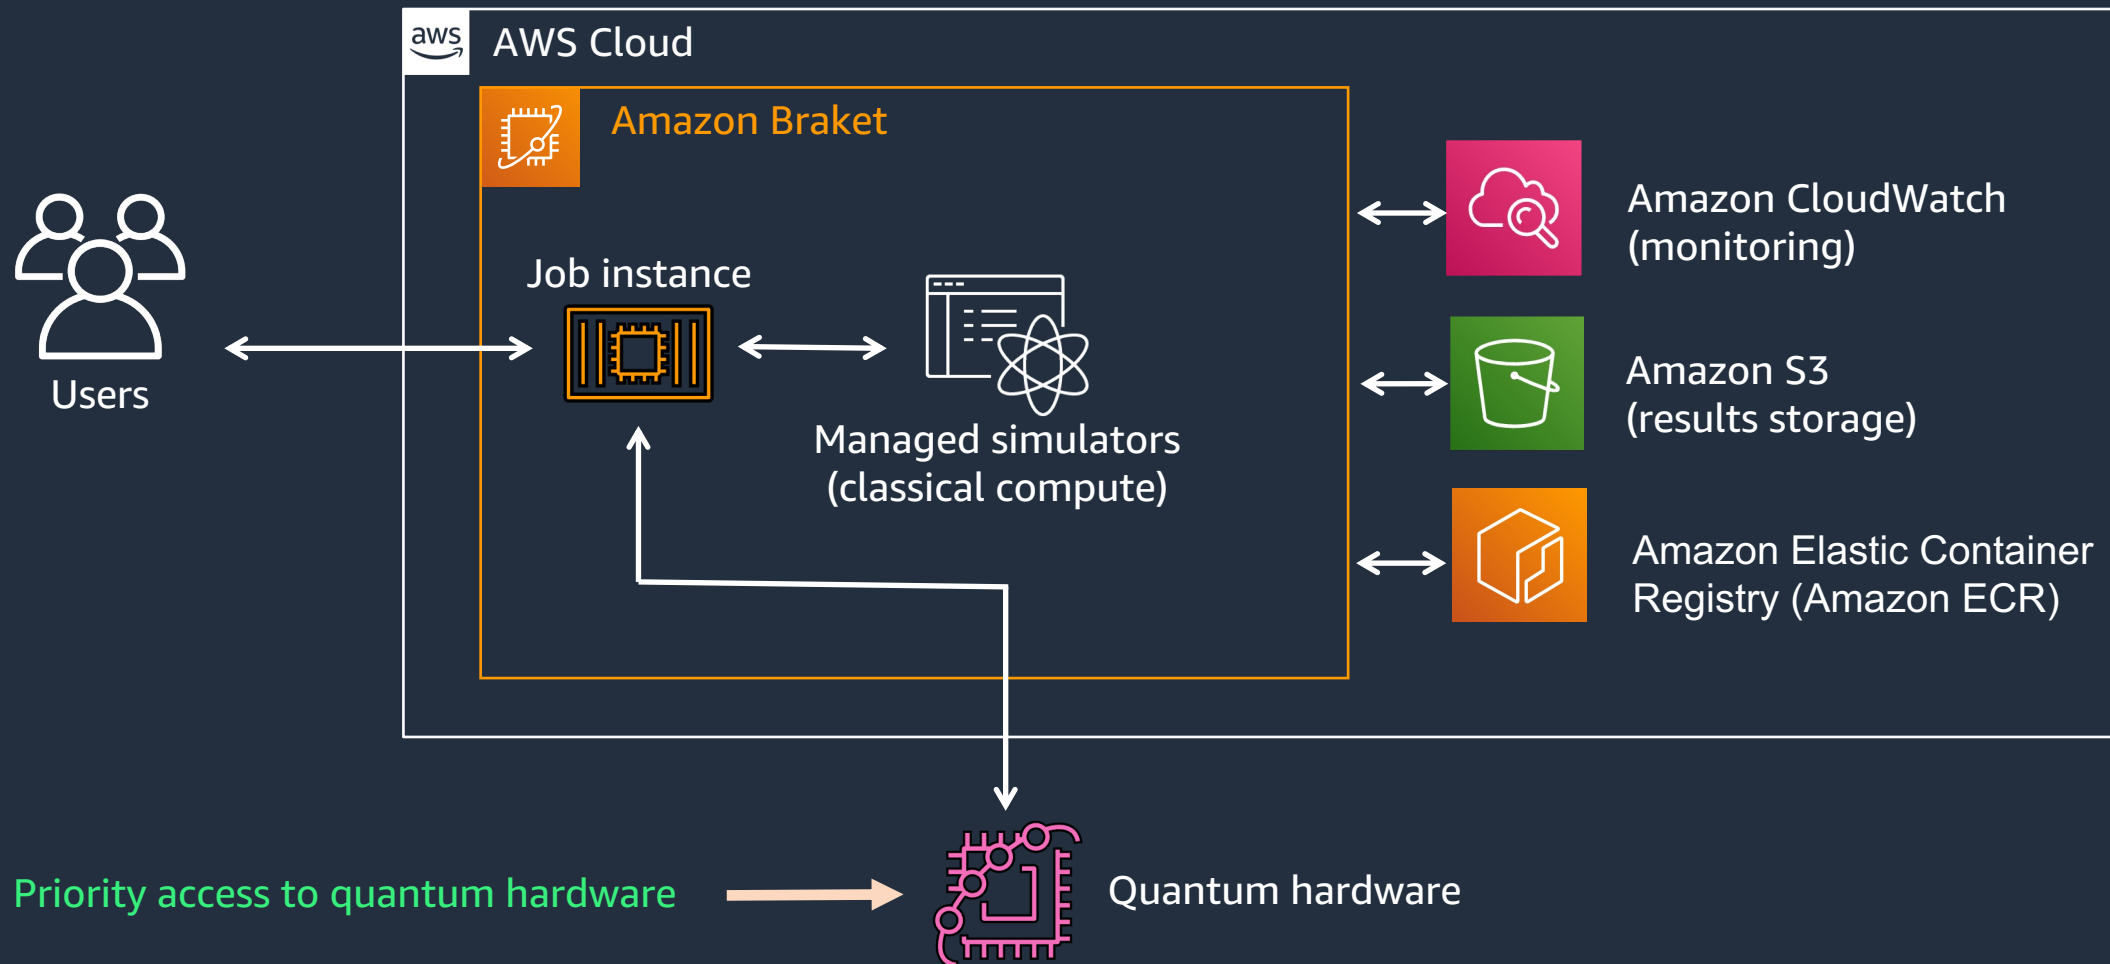 aws
AWS Cloud
Amazon Braket
Amazon CloudWatch
(monitoring)
Job instance
Users
Amazon S3
(results storage)
Managed simulators
(classical compute)
Amazon Elastic Container
Registry (Amazon ECR)
Priority access to quantum hardware
Quantum hardware